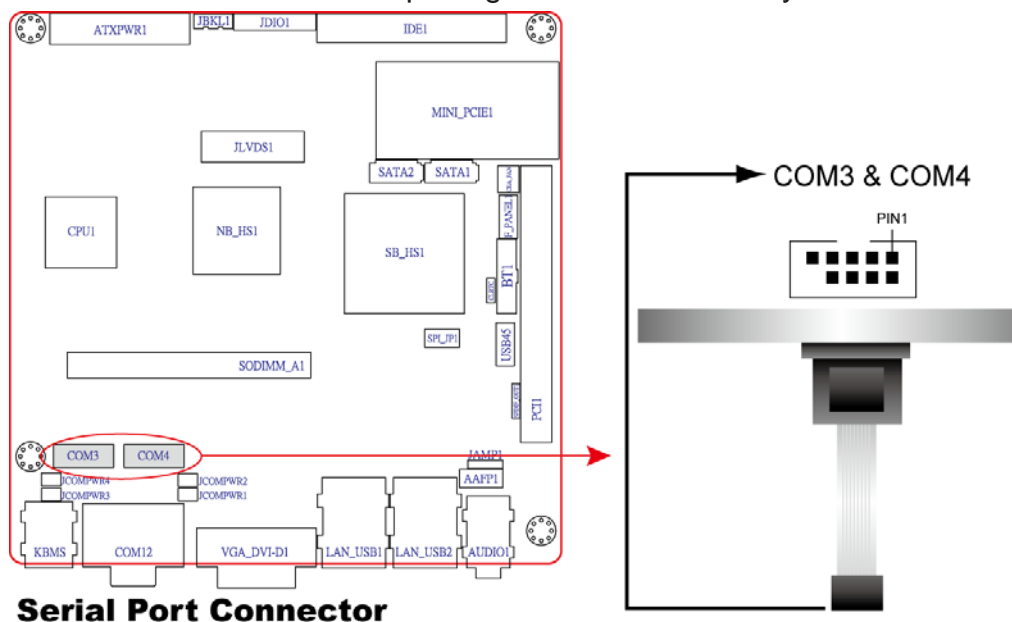 ATXPWR1
JBKL1
JDIO1
IDE1
MINI_PCIE1
JLVDS1
SATA2
SATA1
COM3 & COM4
PIN1
CPU1
NB_HS1
SB_HS1
F_PANEL1
BT1
SPI_JP1
USB45
SODIMM_A1
PCI1
COM3
COM4
JAMP1
AAFP1
JCOMPWR4
JCOMPWR2
JCOMPWR3
JCOMPWR1
KBMS
COM12
VGA_DVI-D1
LAN_USB1
LAN_USB2
AUDIO1
Serial Port Connector